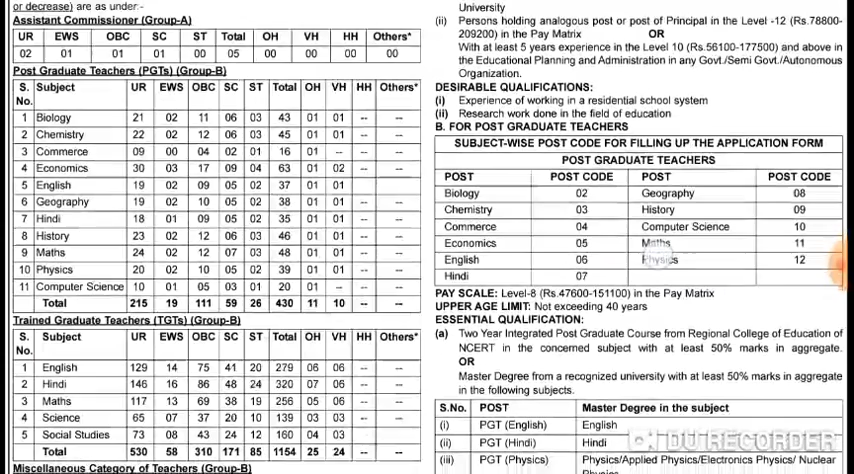 or decrease) are as under:-
Assistant Commissioner (Group-A)
UR EWS OBC SC ST Total OH VH HH Others*
02 01 01 01 00 05 00 00 00 00
Post Graduate Teachers (PGTs) (Group-B)
S. No. Subject UR EWS OBC SC ST Total OH VH HH Others*
1 Biology 21 02 11 06 03 43 01 01 -- --
2 Chemistry 22 02 12 06 03 45 01 01 -- --
3 Commerce 09 00 04 02 01 16 01 -- -- --
4 Economics 30 03 17 09 04 63 01 02 -- --
5 English 19 02 09 05 02 37 01 01 --
6 Geography 19 02 10 05 02 38 01 01 -- --
7 Hindi 18 01 09 05 02 35 01 01 -- --
8 History 23 02 12 06 03 46 01 01 -- --
9 Maths 24 02 12 07 03 48 01 01 -- --
10 Physics 20 02 10 05 02 39 01 01 -- --
11 Computer Science 10 01 05 03 01 20 01 -- -- --
Total 215 19 111 59 26 430 11 10 -- --
Trained Graduate Teachers (TGTs) (Group-B)
S. No. Subject UR EWS OBC SC ST Total OH VH HH Others*
1 English 129 14 75 41 20 279 06 06 -- --
2 Hindi 146 16 86 48 24 320 07 06 -- --
3 Maths 117 13 69 38 19 256 05 06 -- --
4 Science 65 07 37 20 10 139 03 03 -- --
5 Social Studies 73 08 43 24 12 160 04 03
Total 530 58 310 171 85 1154 25 24 -- --
Miscellaneous Category of Teachers (Group-B)
University
(ii) Persons holding analogous post or post of Principal in the Level -12 (Rs.78800-
209200) in the Pay Matrix OR
With at least 5 years experience in the Level 10 (Rs.56100-177500) and above in
the Educational Planning and Administration in any Govt./Semi Govt./Autonomous
Organization.
DESIRABLE QUALIFICATIONS:
(i) Experience of working in a residential school system
(ii) Research work done in the field of education
B. FOR POST GRADUATE TEACHERS
SUBJECT-WISE POST CODE FOR FILLING UP THE APPLICATION FORM
POST GRADUATE TEACHERS
POST POST CODE POST POST CODE
Biology 02 Geography 08
Chemistry 03 History 09
Commerce 04 Computer Science 10
Economics 05 Maths 11
English 06 Physics 12
Hindi 07
PAY SCALE: Level-8 (Rs.47600-151100) in the Pay Matrix
UPPER AGE LIMIT: Not exceeding 40 years
ESSENTIAL QUALIFICATION:
(a) Two Year Integrated Post Graduate Course from Regional College of Education of
NCERT in the concerned subject with at least 50% marks in aggregate.
OR
Master Degree from a recognized university with at least 50% marks in aggregate
in the following subjects.
S.No. POST Master Degree in the subject
(i) PGT (English) English
(ii) PGT (Hindi) Hindi
(iii) PGT (Physics) Physics/Applied Physics/Electronics Physics/ Nuclear
DU RECORDER